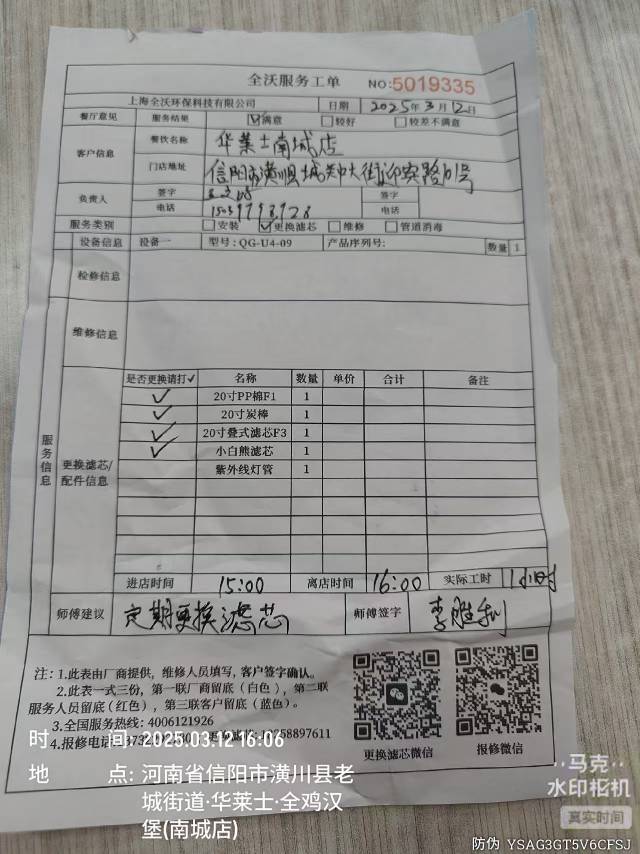 全沃服务工单 NO:5019335
上海全沃环保科技有限公司 日期 2025年3月12日
餐厅意见 服务结果 ☑满意 □较好 □较差不满意
客户信息 餐饮名称 华莱士南城店
门店地址 信阳市潢川县城关中大街迎宾路1号
负责人 签字 签字
电话 电话
服务类别 □安装 ☑更换滤芯 □维修 □管道消毒
设备信息 设备一 型号:QG-U4-09 产品序列号: 数量 1
检修信息
维修信息
服务信息
更换滤芯/配件信息
是否更换请打✓ 名称 数量 单价 合计 备注
✓ 20寸PP棉F1 1
✓ 20寸炭棒 1
✓ 20寸叠式滤芯F3 1
✓ 小白熊滤芯 1
紫外线灯管 1
进店时间 15:00 离店时间 16:00 实际工时 1小时
师傅建议 定期更换滤芯 师傅签字 李胜利
注:1.此表由厂商提供,维修人员填写,客户签字确认。
2.此表一式三份,第一联厂商留底(白色),第二联
服务人员留底(红色),第三联客户留底(蓝色)。
3.全国服务热线:4006121926
4.报修电话
更换滤芯微信 报修微信
时 间:2025.03.12 16:06
地 点:河南省信阳市潢川县老
城街道·华莱士·全鸡汉
堡(南城店)
马克
水印相机
真实时间
防伪 YSAG3GT5V6CFSJ